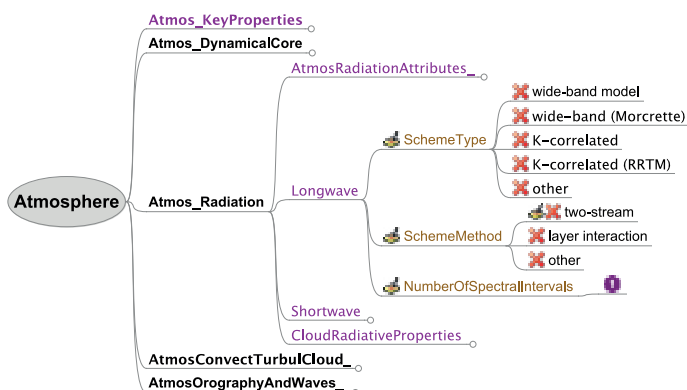 Atmos_KeyProperties
Atmos_DynamicalCore
AtmosRadiationAttributes_
wide-band model
wide-band (Morcrette)
SchemeType
K-correlated
K-correlated (RRTM)
other
Atmosphere
Atmos_Radiation
Longwave
two-stream
SchemeMethod
layer interaction
other
NumberOfSpectralIntervals
1
Shortwave
CloudRadiativeProperties
AtmosConvectTurbulCloud_
AtmosOrographyAndWaves_